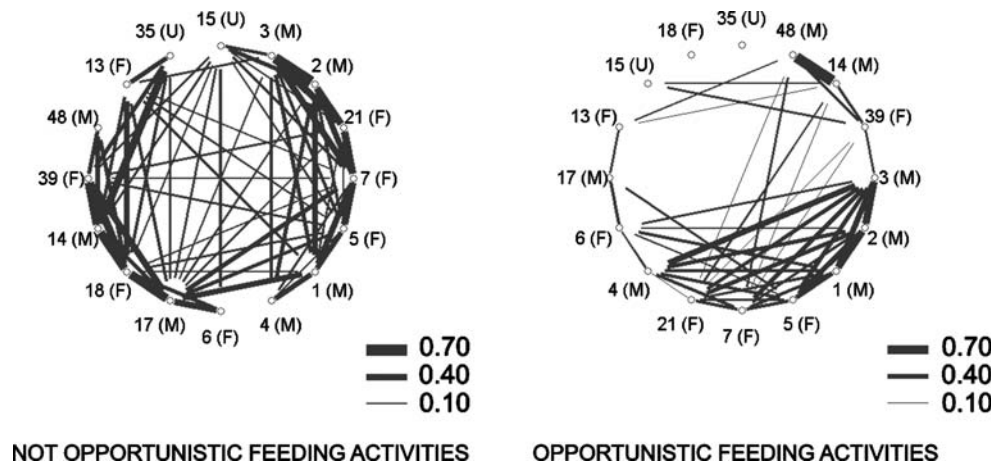 15 (U)
35 (U) 3 (M)
13 (F) 2 (M)
48 (M) 21 (F)
39 (F) 7 (F)
14 (M) 5 (F)
18 (F) 1 (M)
17 (M) 4 (M)
6 (F)
0.70
0.40
0.10
NOT OPPORTUNISTIC FEEDING ACTIVITIES
35 (U)
18 (F) 48 (M)
15 (U) 14 (M)
13 (F) 39 (F)
17 (M) 3 (M)
6 (F) 2 (M)
4 (M) 1 (M)
21 (F) 5 (F)
7 (F)
0.70
0.40
0.10
OPPORTUNISTIC FEEDING ACTIVITIES